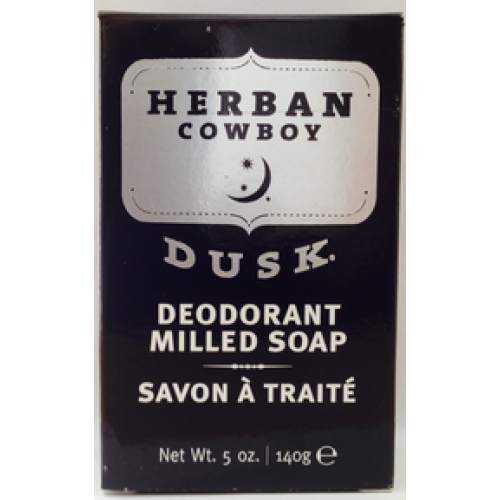 HERBAN
COWBOY
DUSK.
DEODORANT
MILLED SOAP
SAVON À TRAITÉ
Net Wt. 5 oz. | 140g ℮